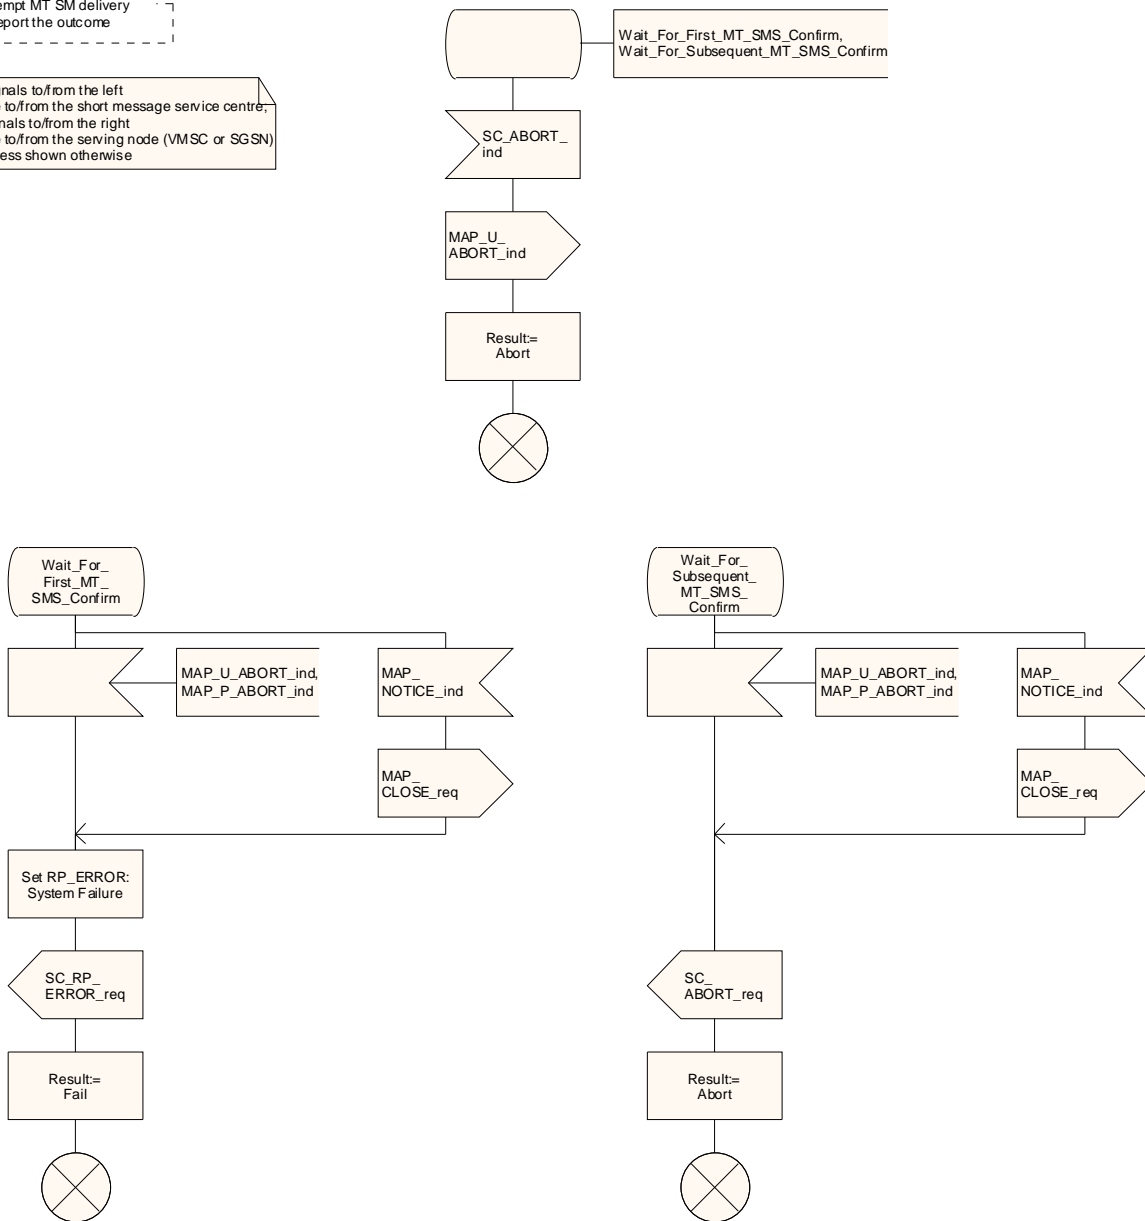 empt MT SM delivery
eport the outcome
nals to/from the left
e to/from the short message service centre;
nals to/from the right
e to/from the serving node (VMSC or SGSN)
ess shown otherwise
Wait_For_First_MT_SMS_Confirm,
Wait_For_Subsequent_MT_SMS_Confirm
SC_ABORT_
ind
MAP_U_
ABORT_ind
Result:=
Abort
Wait_For_
First_MT_
SMS_Confirm
MAP_U_ABORT_ind,
MAP_P_ABORT_ind
MAP_
NOTICE_ind
MAP_
CLOSE_req
Set RP_ERROR:
System Failure
SC_RP_
ERROR_req
Result:=
Fail
Wait_For_
Subsequent_
MT_SMS_
Confirm
MAP_U_ABORT_ind,
MAP_P_ABORT_ind
MAP_
NOTICE_ind
MAP_
CLOSE_req
SC_
ABORT_req
Result:=
Abort